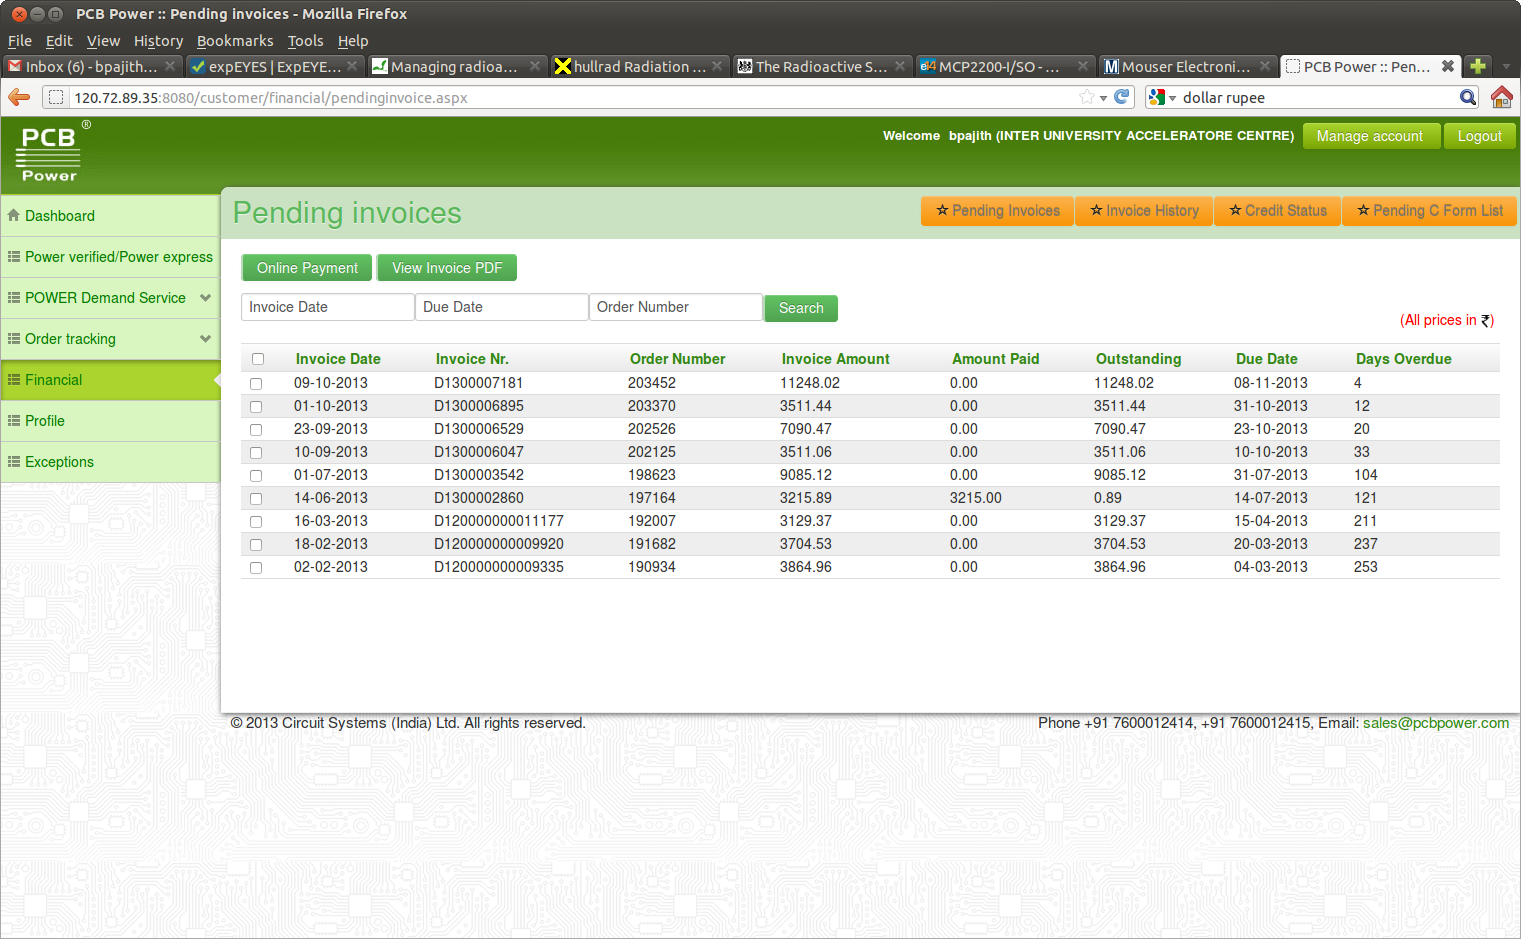 PCB Power :: Pending invoices - Mozilla Firefox
File Edit View History Bookmarks Tools Help
Inbox (6) - bpajith... expEYES | ExpEYE... Managing radioa... hullrad Radiation ... The Radioactive S... MCP2200-I/SO - ... Mouser Electroni... PCB Power :: Pen...
120.72.89.35:8080/customer/financial/pendinginvoice.aspx dollar rupee
PCB ®
Power
Welcome bpajith (INTER UNIVERSITY ACCELERATORE CENTRE) Manage account Logout
Dashboard
Power verified/Power express
POWER Demand Service
Order tracking
Financial
Profile
Exceptions
Pending invoices
Pending Invoices Invoice History Credit Status Pending C Form List
Online Payment View Invoice PDF
Invoice Date Due Date Order Number Search
(All prices in ₹)
Invoice Date Invoice Nr. Order Number Invoice Amount Amount Paid Outstanding Due Date Days Overdue
09-10-2013 D1300007181 203452 11248.02 0.00 11248.02 08-11-2013 4
01-10-2013 D1300006895 203370 3511.44 0.00 3511.44 31-10-2013 12
23-09-2013 D1300006529 202526 7090.47 0.00 7090.47 23-10-2013 20
10-09-2013 D1300006047 202125 3511.06 0.00 3511.06 10-10-2013 33
01-07-2013 D1300003542 198623 9085.12 0.00 9085.12 31-07-2013 104
14-06-2013 D1300002860 197164 3215.89 3215.00 0.89 14-07-2013 121
16-03-2013 D120000000011177 192007 3129.37 0.00 3129.37 15-04-2013 211
18-02-2013 D120000000009920 191682 3704.53 0.00 3704.53 20-03-2013 237
02-02-2013 D120000000009335 190934 3864.96 0.00 3864.96 04-03-2013 253
© 2013 Circuit Systems (India) Ltd. All rights reserved. Phone +91 7600012414, +91 7600012415, Email: sales@pcbpower.com